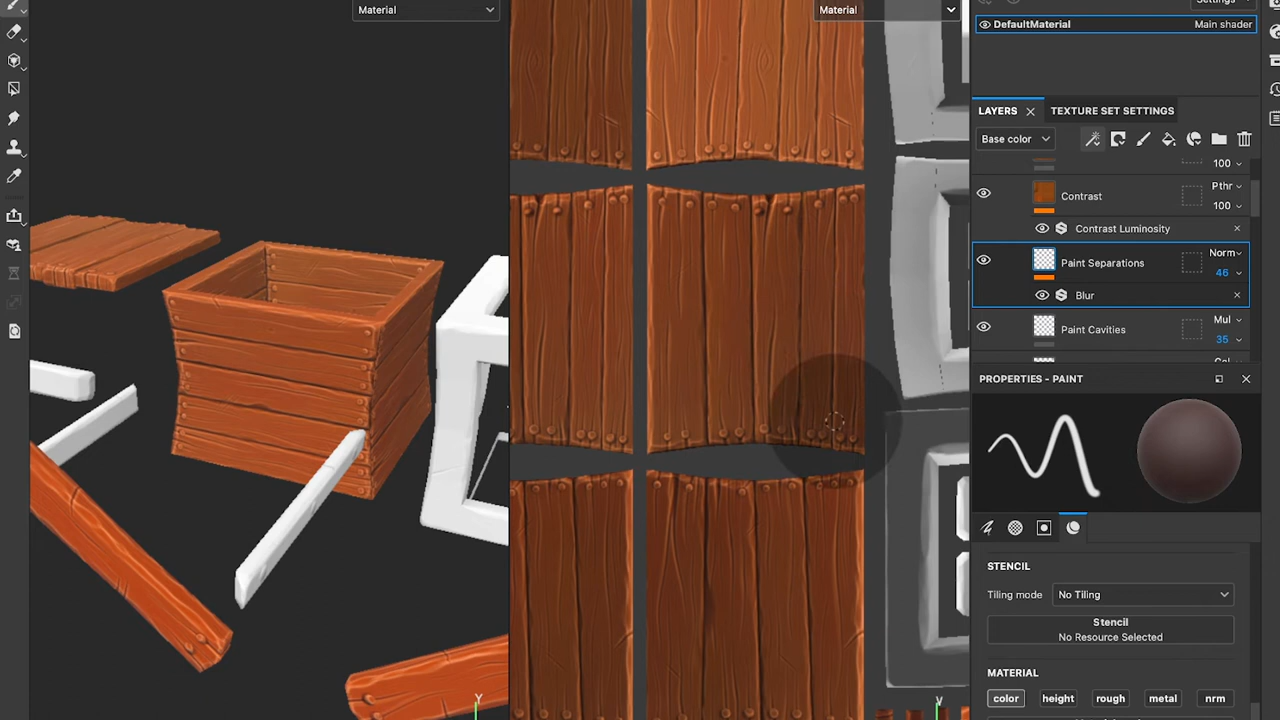 Material
Material
DefaultMaterial Main shader
LAYERS TEXTURE SET SETTINGS
Base color
100
Pthr
Contrast
100
Contrast Luminosity
Norm
Paint Separations
46
Blur
Mul
Paint Cavities
35
PROPERTIES - PAINT
STENCIL
Tiling mode No Tiling
Stencil
No Resource Selected
MATERIAL
color height rough metal nrm
Y